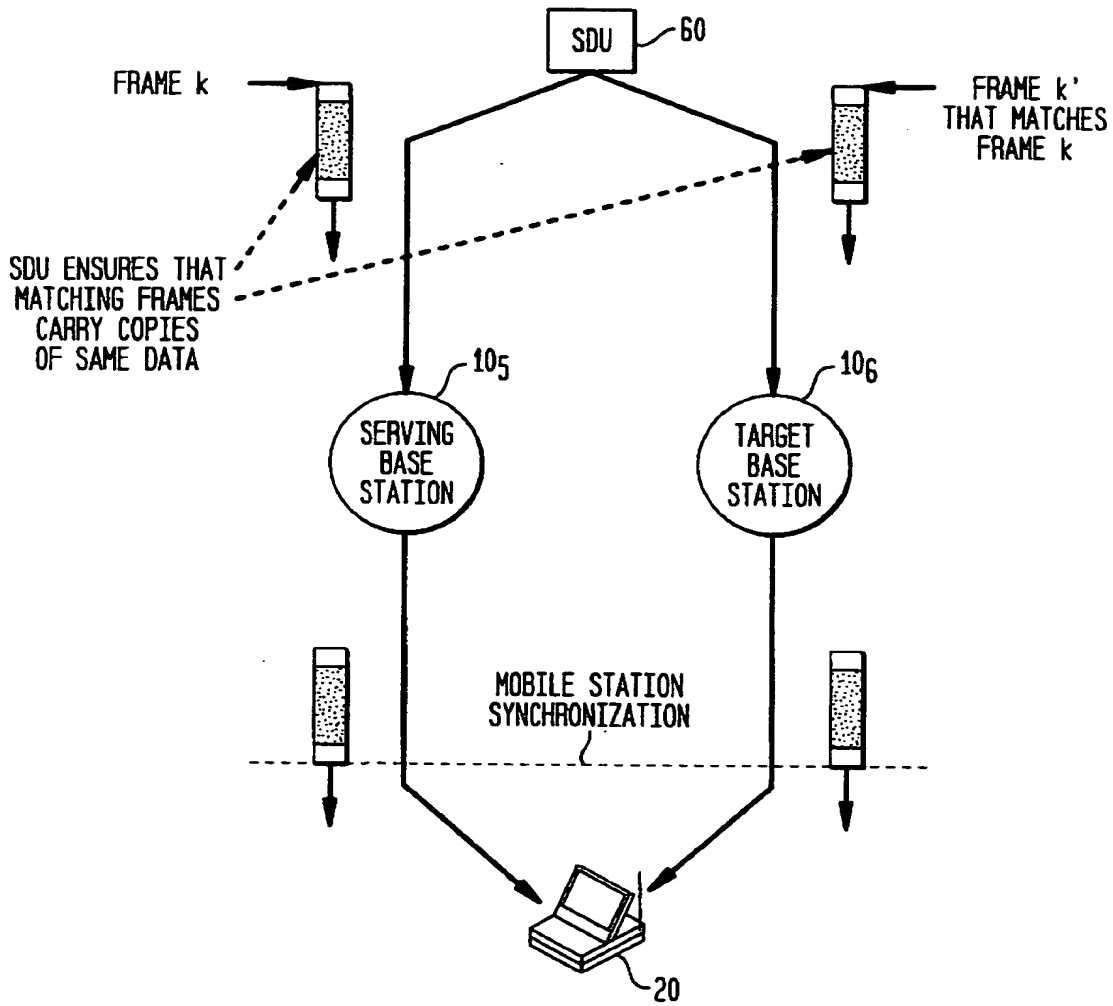 SDU
60
FRAME k
FRAME k'
THAT MATCHES
FRAME k
SDU ENSURES THAT
MATCHING FRAMES
CARRY COPIES
OF SAME DATA
10₅
10₆
SERVING
BASE
STATION
TARGET
BASE
STATION
MOBILE STATION
SYNCHRONIZATION
20